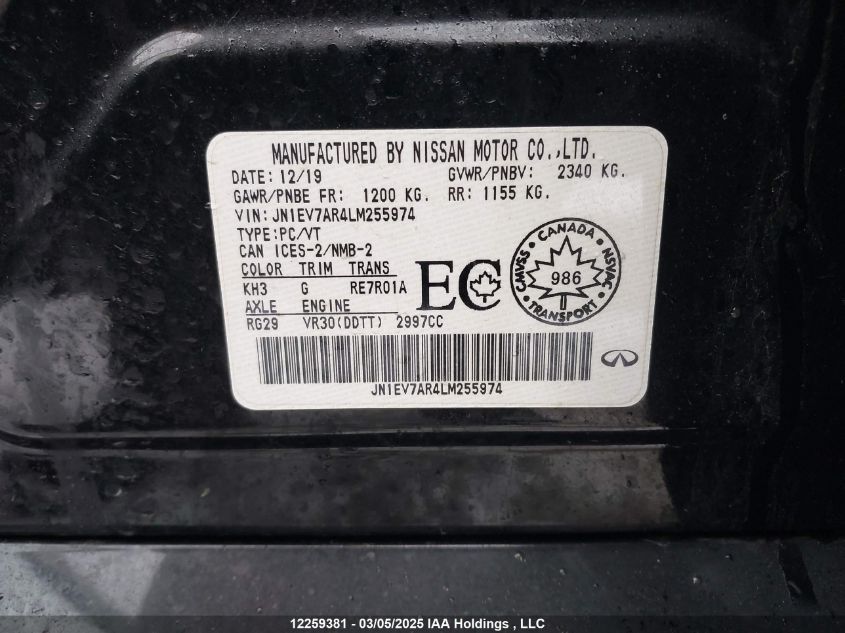 MANUFACTURED BY NISSAN MOTOR CO.,LTD.
DATE: 12/19 GVWR/PNBV: 2340 KG.
GAWR/PNBE FR: 1200 KG. RR: 1155 KG.
VIN: JN1EV7AR4LM255974
TYPE:PC/VT
CAN ICES-2/NMB-2
COLOR TRIM TRANS
KH3 G RE7R01A
AXLE ENGINE
RG29 VR30(DDTT) 2997CC
EC
CANADA
CMVSS 986 NSVAC
TRANSPORT
JN1EV7AR4LM255974
12259381 - 03/05/2025 IAA Holdings , LLC